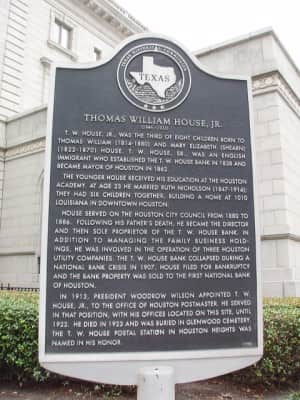 TEXAS
THOMAS WILLIAM HOUSE, JR.
T. W. HOUSE, JR., WAS THE THIRD OF EIGHT CHILDREN BORN TO
THOMAS WILLIAM (1814-1880) AND MARY ELIZABETH (SHEARN)
(1822-1870) HOUSE. T. W. HOUSE, SR., WAS AN ENGLISH
IMMIGRANT WHO ESTABLISHED THE T. W. HOUSE BANK IN 1838 AND
BECAME MAYOR OF HOUSTON IN 1862.
THE YOUNGER HOUSE RECEIVED HIS EDUCATION AT THE HOUSTON
ACADEMY. AT AGE 23 HE MARRIED RUTH NICHOLSON (1847-1914);
THEY HAD SIX CHILDREN TOGETHER, BUILDING A HOME AT 1010
LOUISIANA IN DOWNTOWN HOUSTON.
HOUSE SERVED ON THE HOUSTON CITY COUNCIL FROM 1880 TO
1886. FOLLOWING HIS FATHER'S DEATH, HE BECAME THE DIRECTOR
AND THEN SOLE PROPRIETOR OF THE T. W. HOUSE BANK. IN
ADDITION TO MANAGING THE FAMILY BUSINESS HOLD-
INGS, HE WAS INVOLVED IN THE OPERATION OF THREE HOUSTON
UTILITY COMPANIES. THE T. W. HOUSE BANK COLLAPSED DURING A
NATIONAL BANK CRISIS IN 1907. HOUSE FILED FOR BANKRUPTCY
AND THE BANK PROPERTY WAS SOLD TO THE FIRST NATIONAL BANK
OF HOUSTON.
IN 1913, PRESIDENT WOODROW WILSON APPOINTED T. W.
HOUSE, JR., TO THE OFFICE OF HOUSTON POSTMASTER. HE SERVED
IN THAT POSITION, WITH HIS OFFICES LOCATED ON THIS SITE, UNTIL
1922. HE DIED IN 1923 AND WAS BURIED IN GLENWOOD CEMETERY.
THE T. W. HOUSE POSTAL STATION IN HOUSTON HEIGHTS WAS
NAMED IN HIS HONOR.